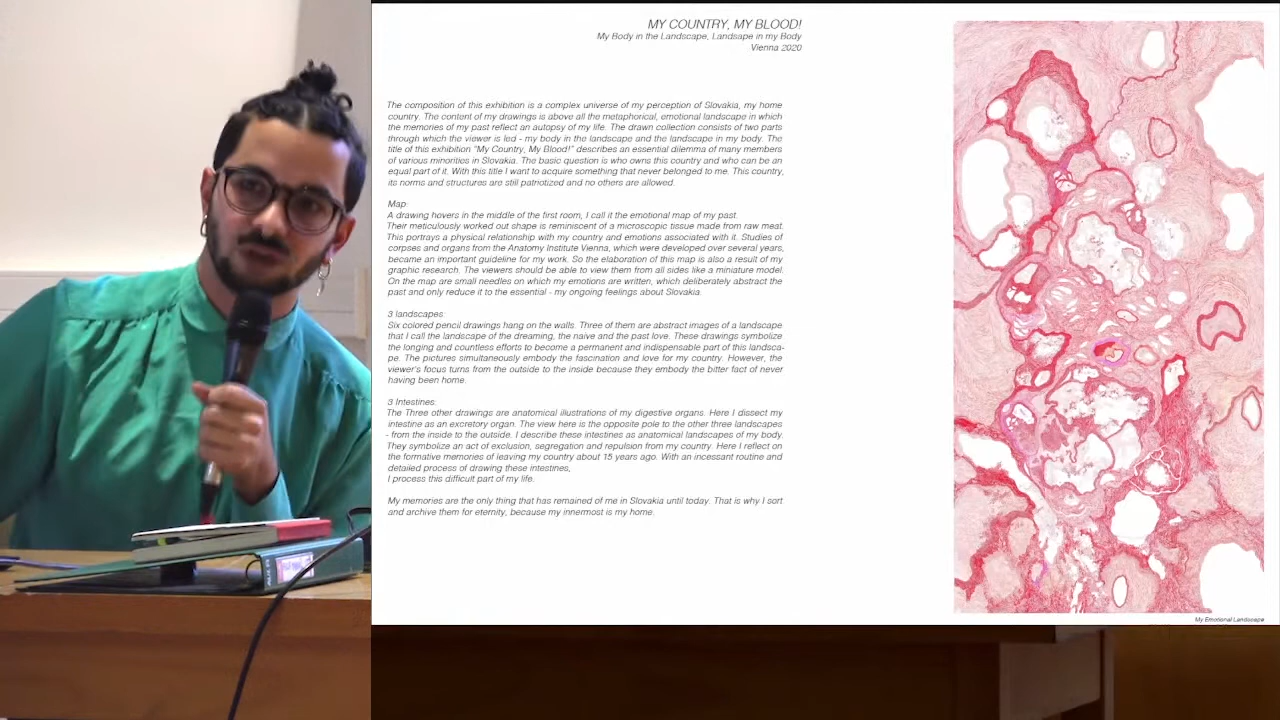 MY COUNTRY, MY BLOOD!
My Body in the Landscape, Landsape in my Body
Vienna 2020
The composition of this exhibition is a complex universe of my perception of Slovakia, my home
country. The content of my drawings is above all the metaphorical, emotional landscape in which
the memories of my past reflect an autopsy of my life. The drawn collection consists of two parts
through which the viewer is led - my body in the landscape and the landscape in my body. The
title of this exhibition "My Country, My Blood!" describes an essential dilemma of many members
of various minorities in Slovakia. The basic question is who owns this country and who can be an
equal part of it. With this title I want to acquire something that never belonged to me. This country,
its norms and structures are still patriotized and no others are allowed.
Map
A drawing hovers in the middle of the first room, I call it the emotional map of my past.
Their meticulously worked out shape is reminiscent of a microscopic tissue made from raw meat.
This portrays a physical relationship with my country and emotions associated with it. Studies of
corpses and organs from the Anatomy Institute Vienna, which were developed over several years,
became an important guideline for my work. So the elaboration of this map is also a result of my
graphic research. The viewers should be able to view them from all sides like a miniature model.
On the map are small needles on which my emotions are written, which deliberately abstract the
past and only reduce it to the essential - my ongoing feelings about Slovakia.
3 landscapes
Six colored pencil drawings hang on the walls. Three of them are abstract images of a landscape
that I call the landscape of the dreaming, the naive and the past love. These drawings symbolize
the longing and countless efforts to become a permanent and indispensable part of this landsca-
pe. The pictures simultaneously embody the fascination and love for my country. However, the
viewer's focus turns from the outside to the inside because they embody the bitter fact of never
having been home.
3 Intestines
The Three other drawings are anatomical illustrations of my digestive organs. Here I dissect my
intestine as an excretory organ. The view here is the opposite pole to the other three landscapes
- from the inside to the outside. I describe these intestines as anatomical landscapes of my body.
They symbolize an act of exclusion, segregation and repulsion from my country. Here I reflect on
the formative memories of leaving my country about 15 years ago. With an incessant routine and
detailed process of drawing these intestines,
I process this difficult part of my life.
My memories are the only thing that has remained of me in Slovakia until today. That is why I sort
and archive them for eternity, because my innermost is my home.
My Emotional Landscape